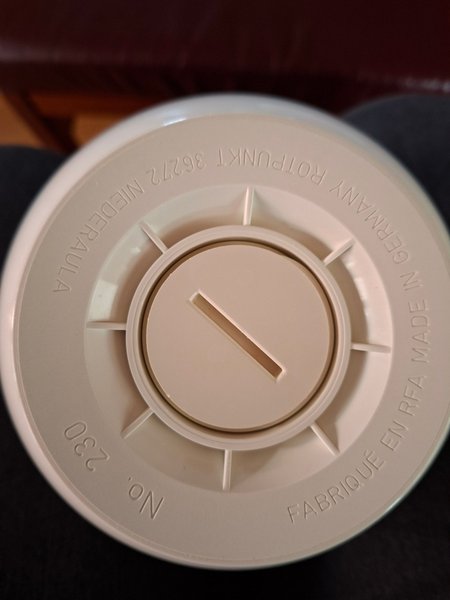 No. 230
FABRIQUÉ EN RFA MADE IN GERMANY ROTPUNKT 36272 NIEDERAULA